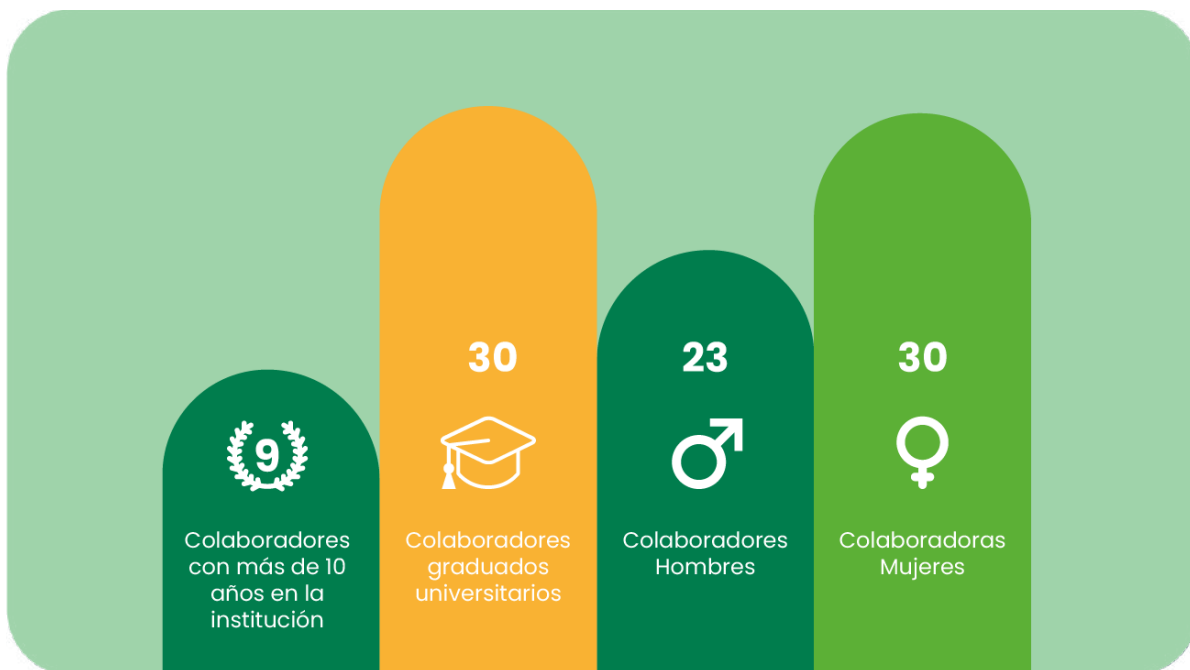 9
Colaboradores
con más de 10
años en la
institución
30
Colaboradores
graduados
universitarios
23
Colaboradores
Hombres
30
Colaboradoras
Mujeres